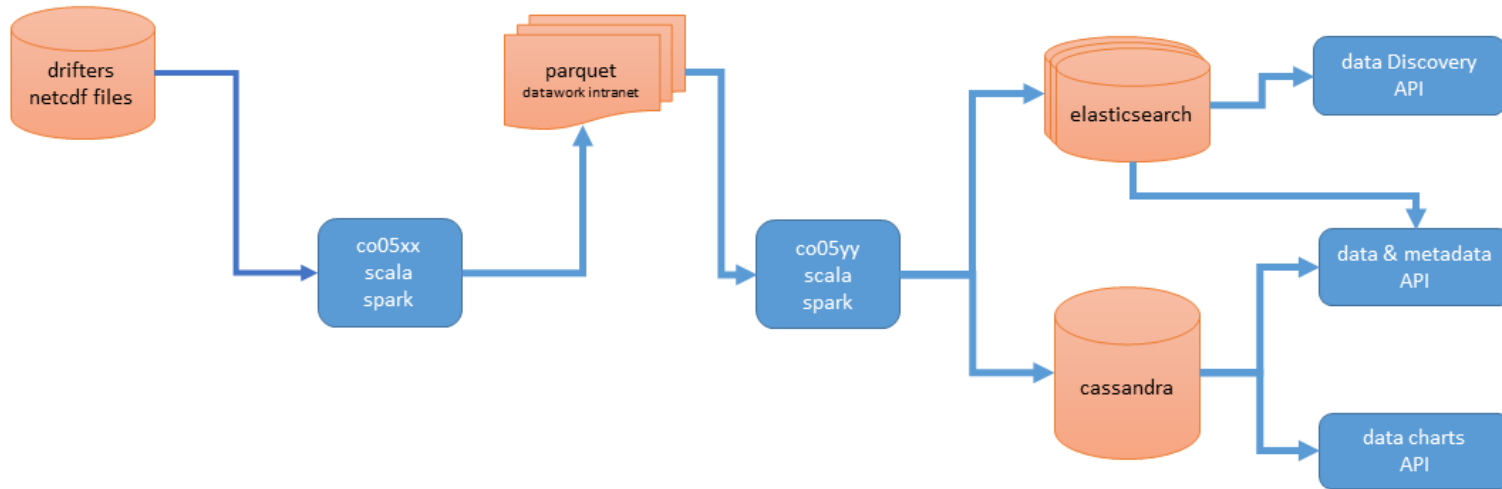 drifters
netcdf files
parquet
datawork intranet
co05xx
scala
spark
co05yy
scala
spark
elasticsearch
cassandra
data Discovery
API
data & metadata
API
data charts
API